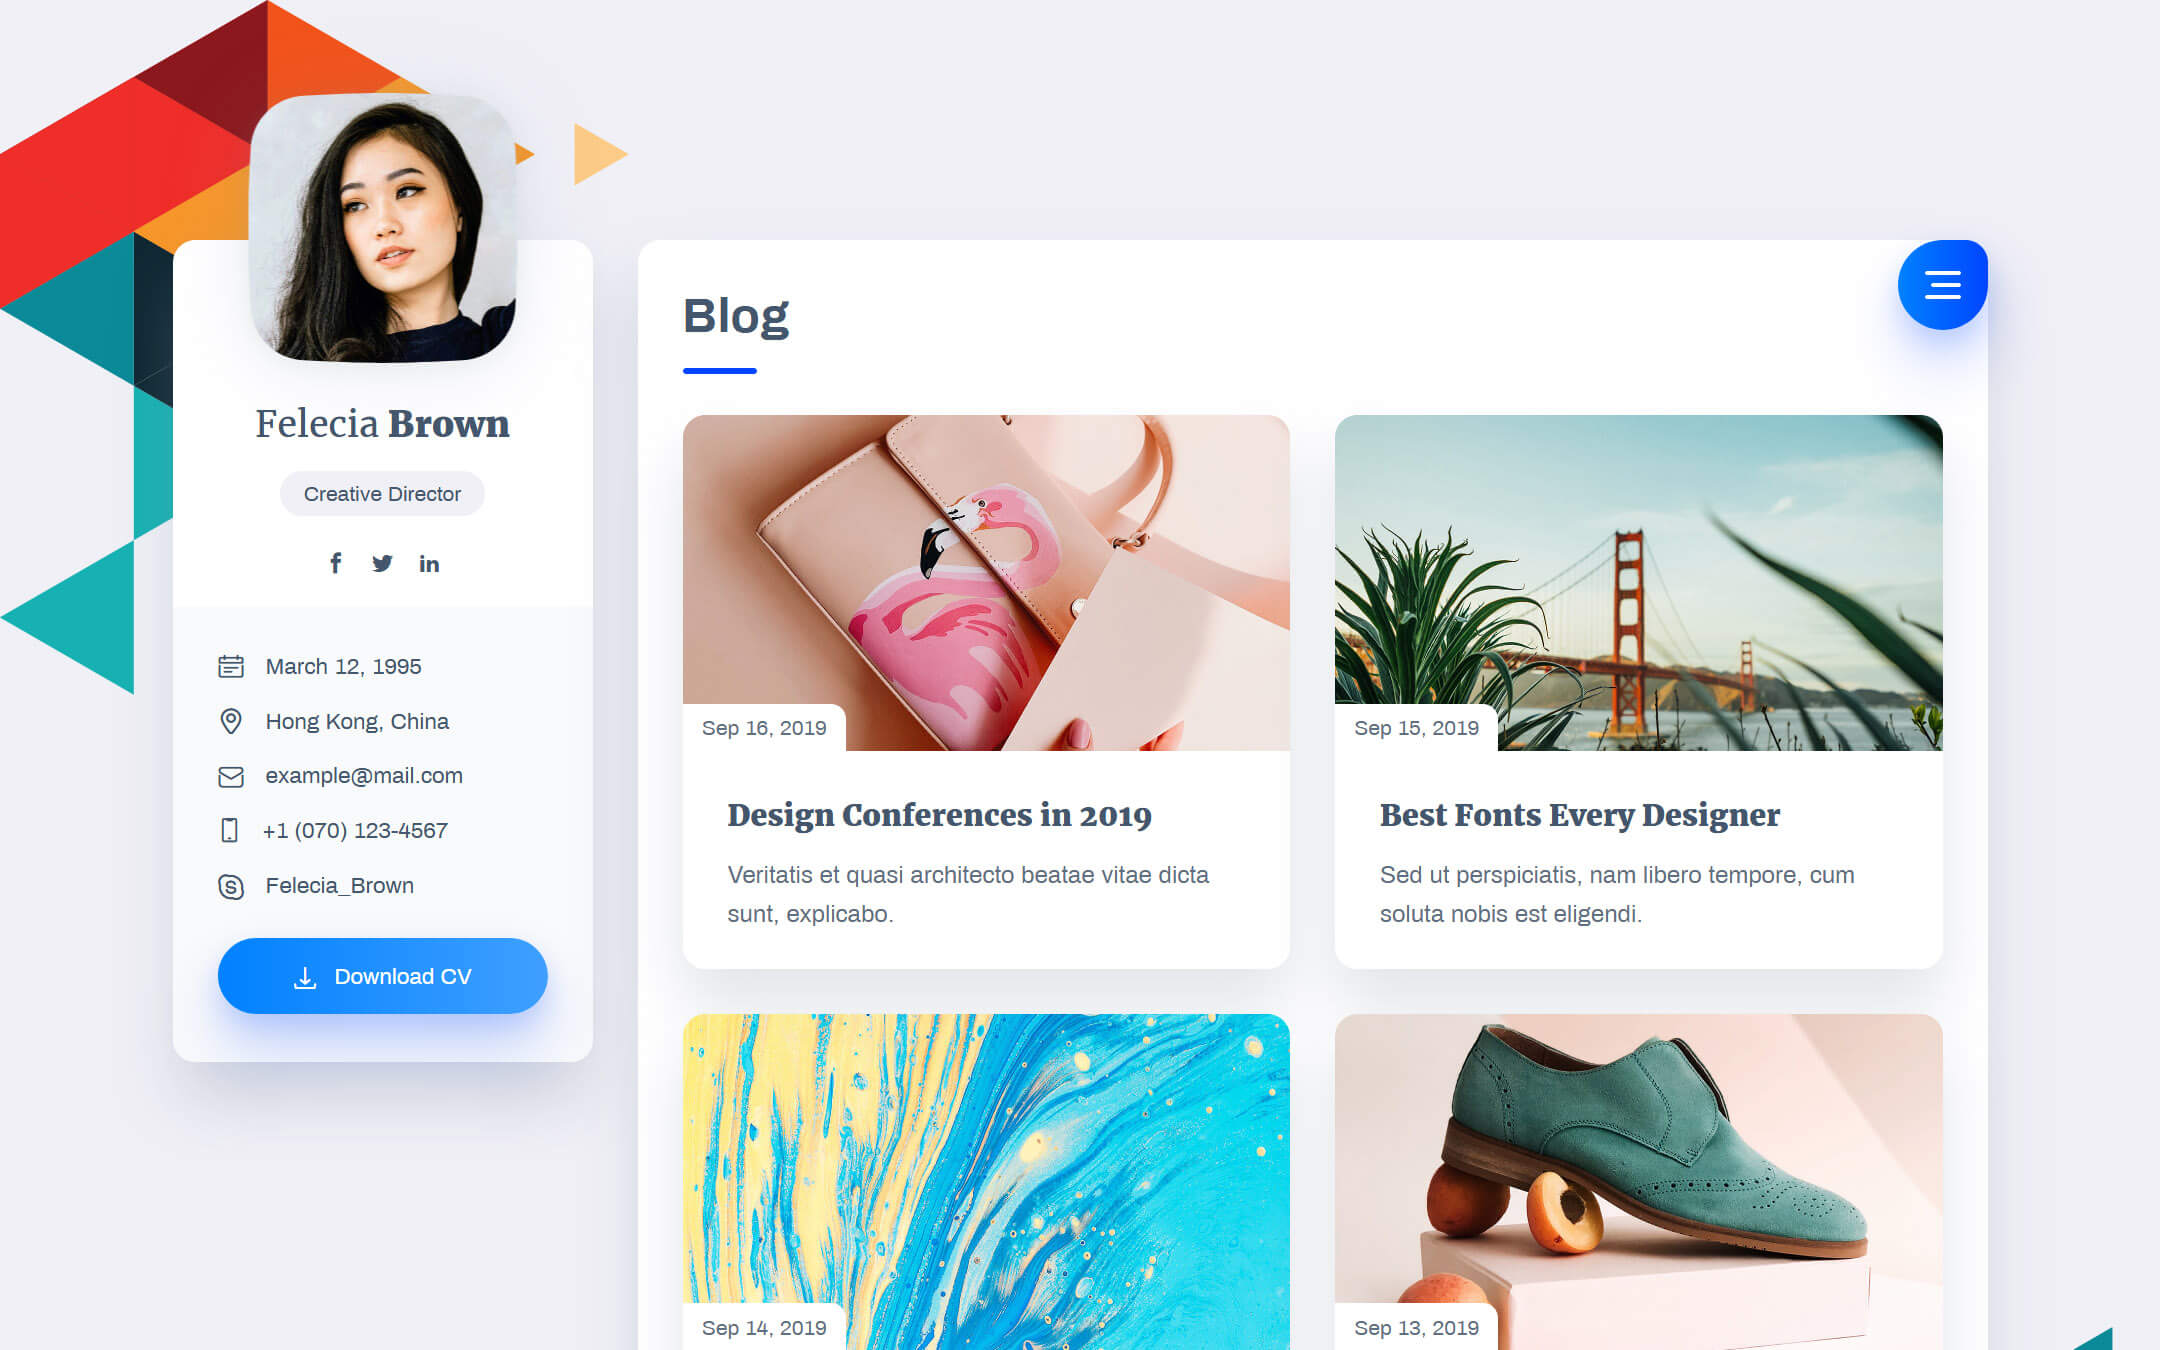 Felecia Brown
Creative Director
March 12, 1995
Hong Kong, China
example@mail.com
+1 (070) 123-4567
Felecia_Brown
Download CV
Blog
Sep 16, 2019
Design Conferences in 2019
Veritatis et quasi architecto beatae vitae dicta
sunt, explicabo.
Sep 15, 2019
Best Fonts Every Designer
Sed ut perspiciatis, nam libero tempore, cum
soluta nobis est eligendi.
Sep 14, 2019
Sep 13, 2019